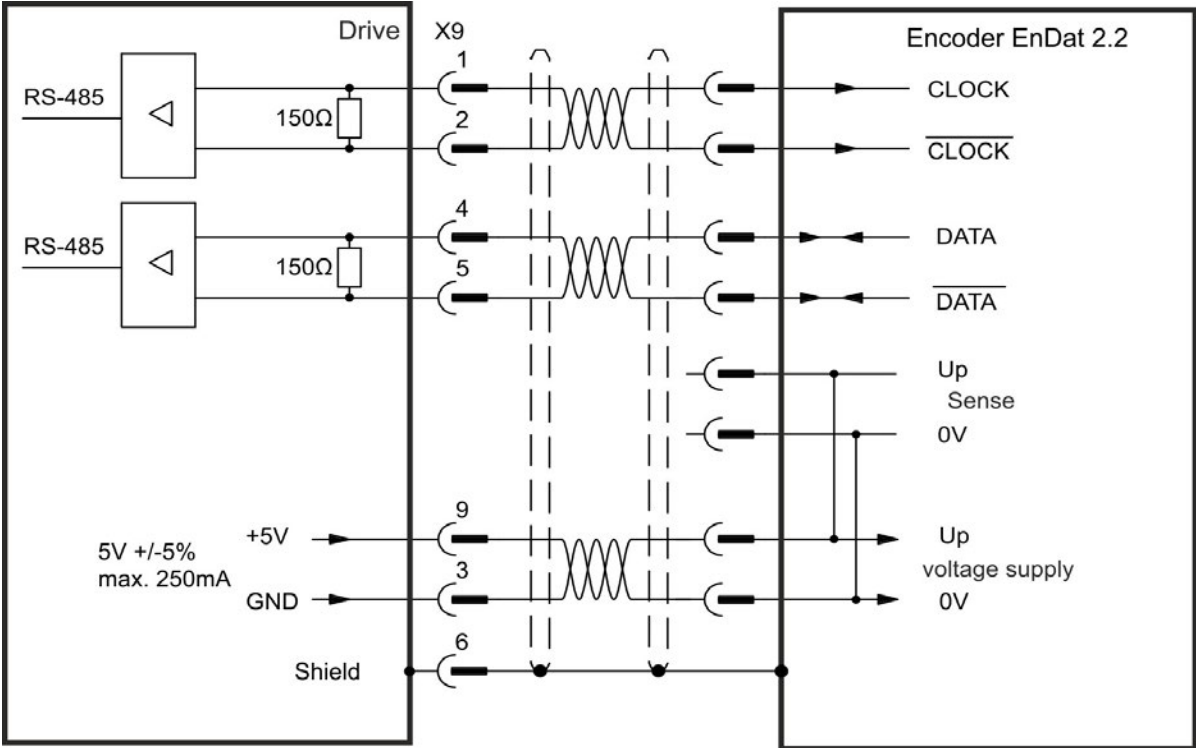 Drive X9
Encoder EnDat 2.2
1
CLOCK
RS-485
150Ω
2
CLOCK
4
DATA
RS-485
150Ω
5
DATA
Up
Sense
0V
9
+5V
Up
5V +/-5%
max. 250mA
voltage supply
3
GND
0V
6
Shield